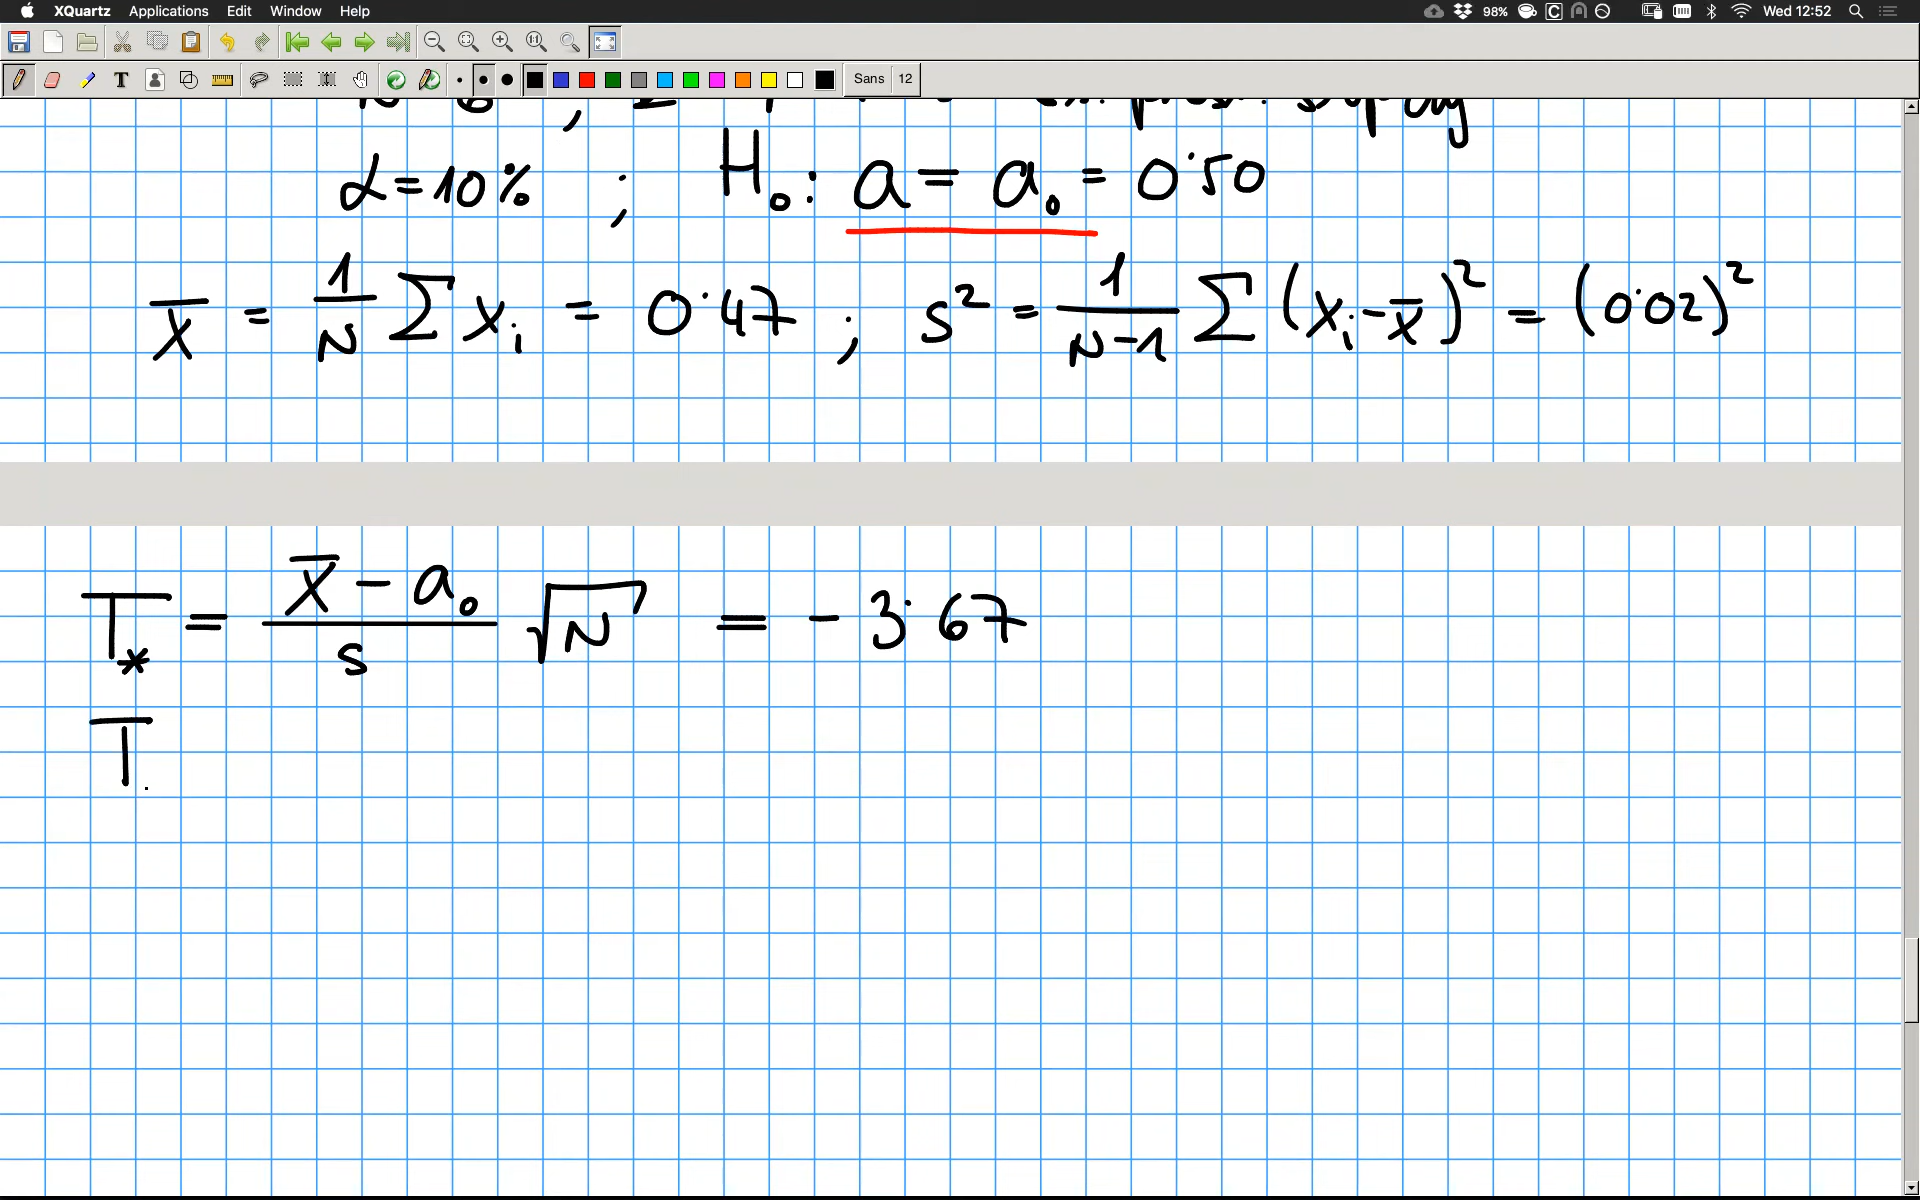 XQuartz Applications Edit Window Help 98% Wed 12:52
T Sans 12
α=10% ; H₀: a = a₀ = 0·50
x̄ = 1/N ∑ xᵢ = 0·47 ; s² = 1/(N-1) ∑ (xᵢ-x̄)² = (0·02)²
T* = (x̄ - a₀)/s √N = - 3·67
T